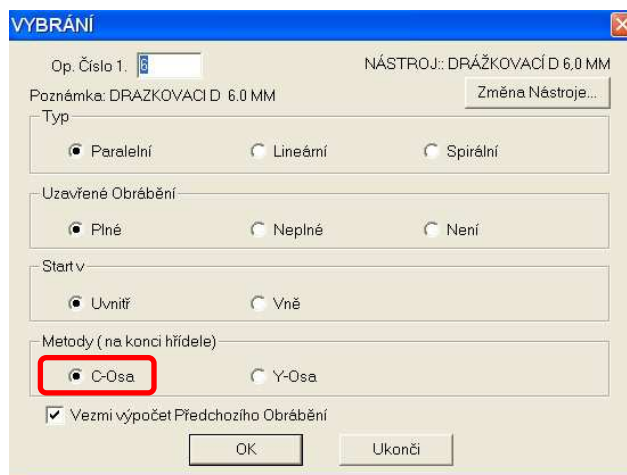 VYBRÁNÍ
Op. Číslo 1. 6 NÁSTROJ:: DRÁŽKOVACÍ D 6,0 MM
Poznámka: DRAZKOVACI D 6.0 MM Změna Nástroje...
Typ
Paralelní Lineární Spirální
Uzavřené Obrábění
Plné Neplné Není
Start v
Uvnitř Vně
Metody ( na konci hřídele)
C-Osa Y-Osa
Vezmi výpočet Předchozího Obrábění
OK Ukonči